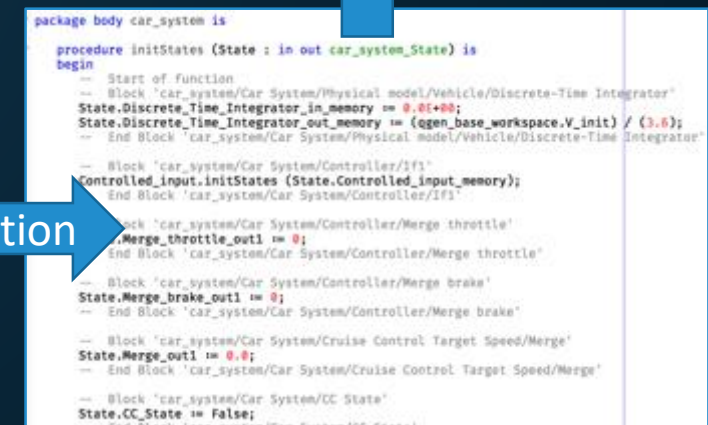 package body car_system is
procedure initStates (State : in out car_system_State) is
begin
-- Start of function
-- Block 'car_system/Car System/Physical model/Vehicle/Discrete-Time Integrator'
State.Discrete_Time_Integrator_in_memory := 0.0E+00;
State.Discrete_Time_Integrator_out_memory := (qgen_base_workspace.V_init) / (3.6);
-- End Block 'car_system/Car System/Physical model/Vehicle/Discrete-Time Integrator'
-- Block 'car_system/Car System/Controller/If1'
Controlled_input.initStates (State.Controlled_input_memory);
End Block 'car_system/Car System/Controller/If1'
tion
Block 'car_system/Car System/Controller/Merge throttle'
.Merge_throttle_out1 := 0;
End Block 'car_system/Car System/Controller/Merge throttle'
-- Block 'car_system/Car System/Controller/Merge brake'
State.Merge_brake_out1 := 0;
-- End Block 'car_system/Car System/Controller/Merge brake'
-- Block 'car_system/Car System/Cruise Control Target Speed/Merge'
State.Merge_out1 := 0.0;
-- End Block 'car_system/Car System/Cruise Control Target Speed/Merge'
-- Block 'car_system/Car System/CC State'
State.CC_State := False;